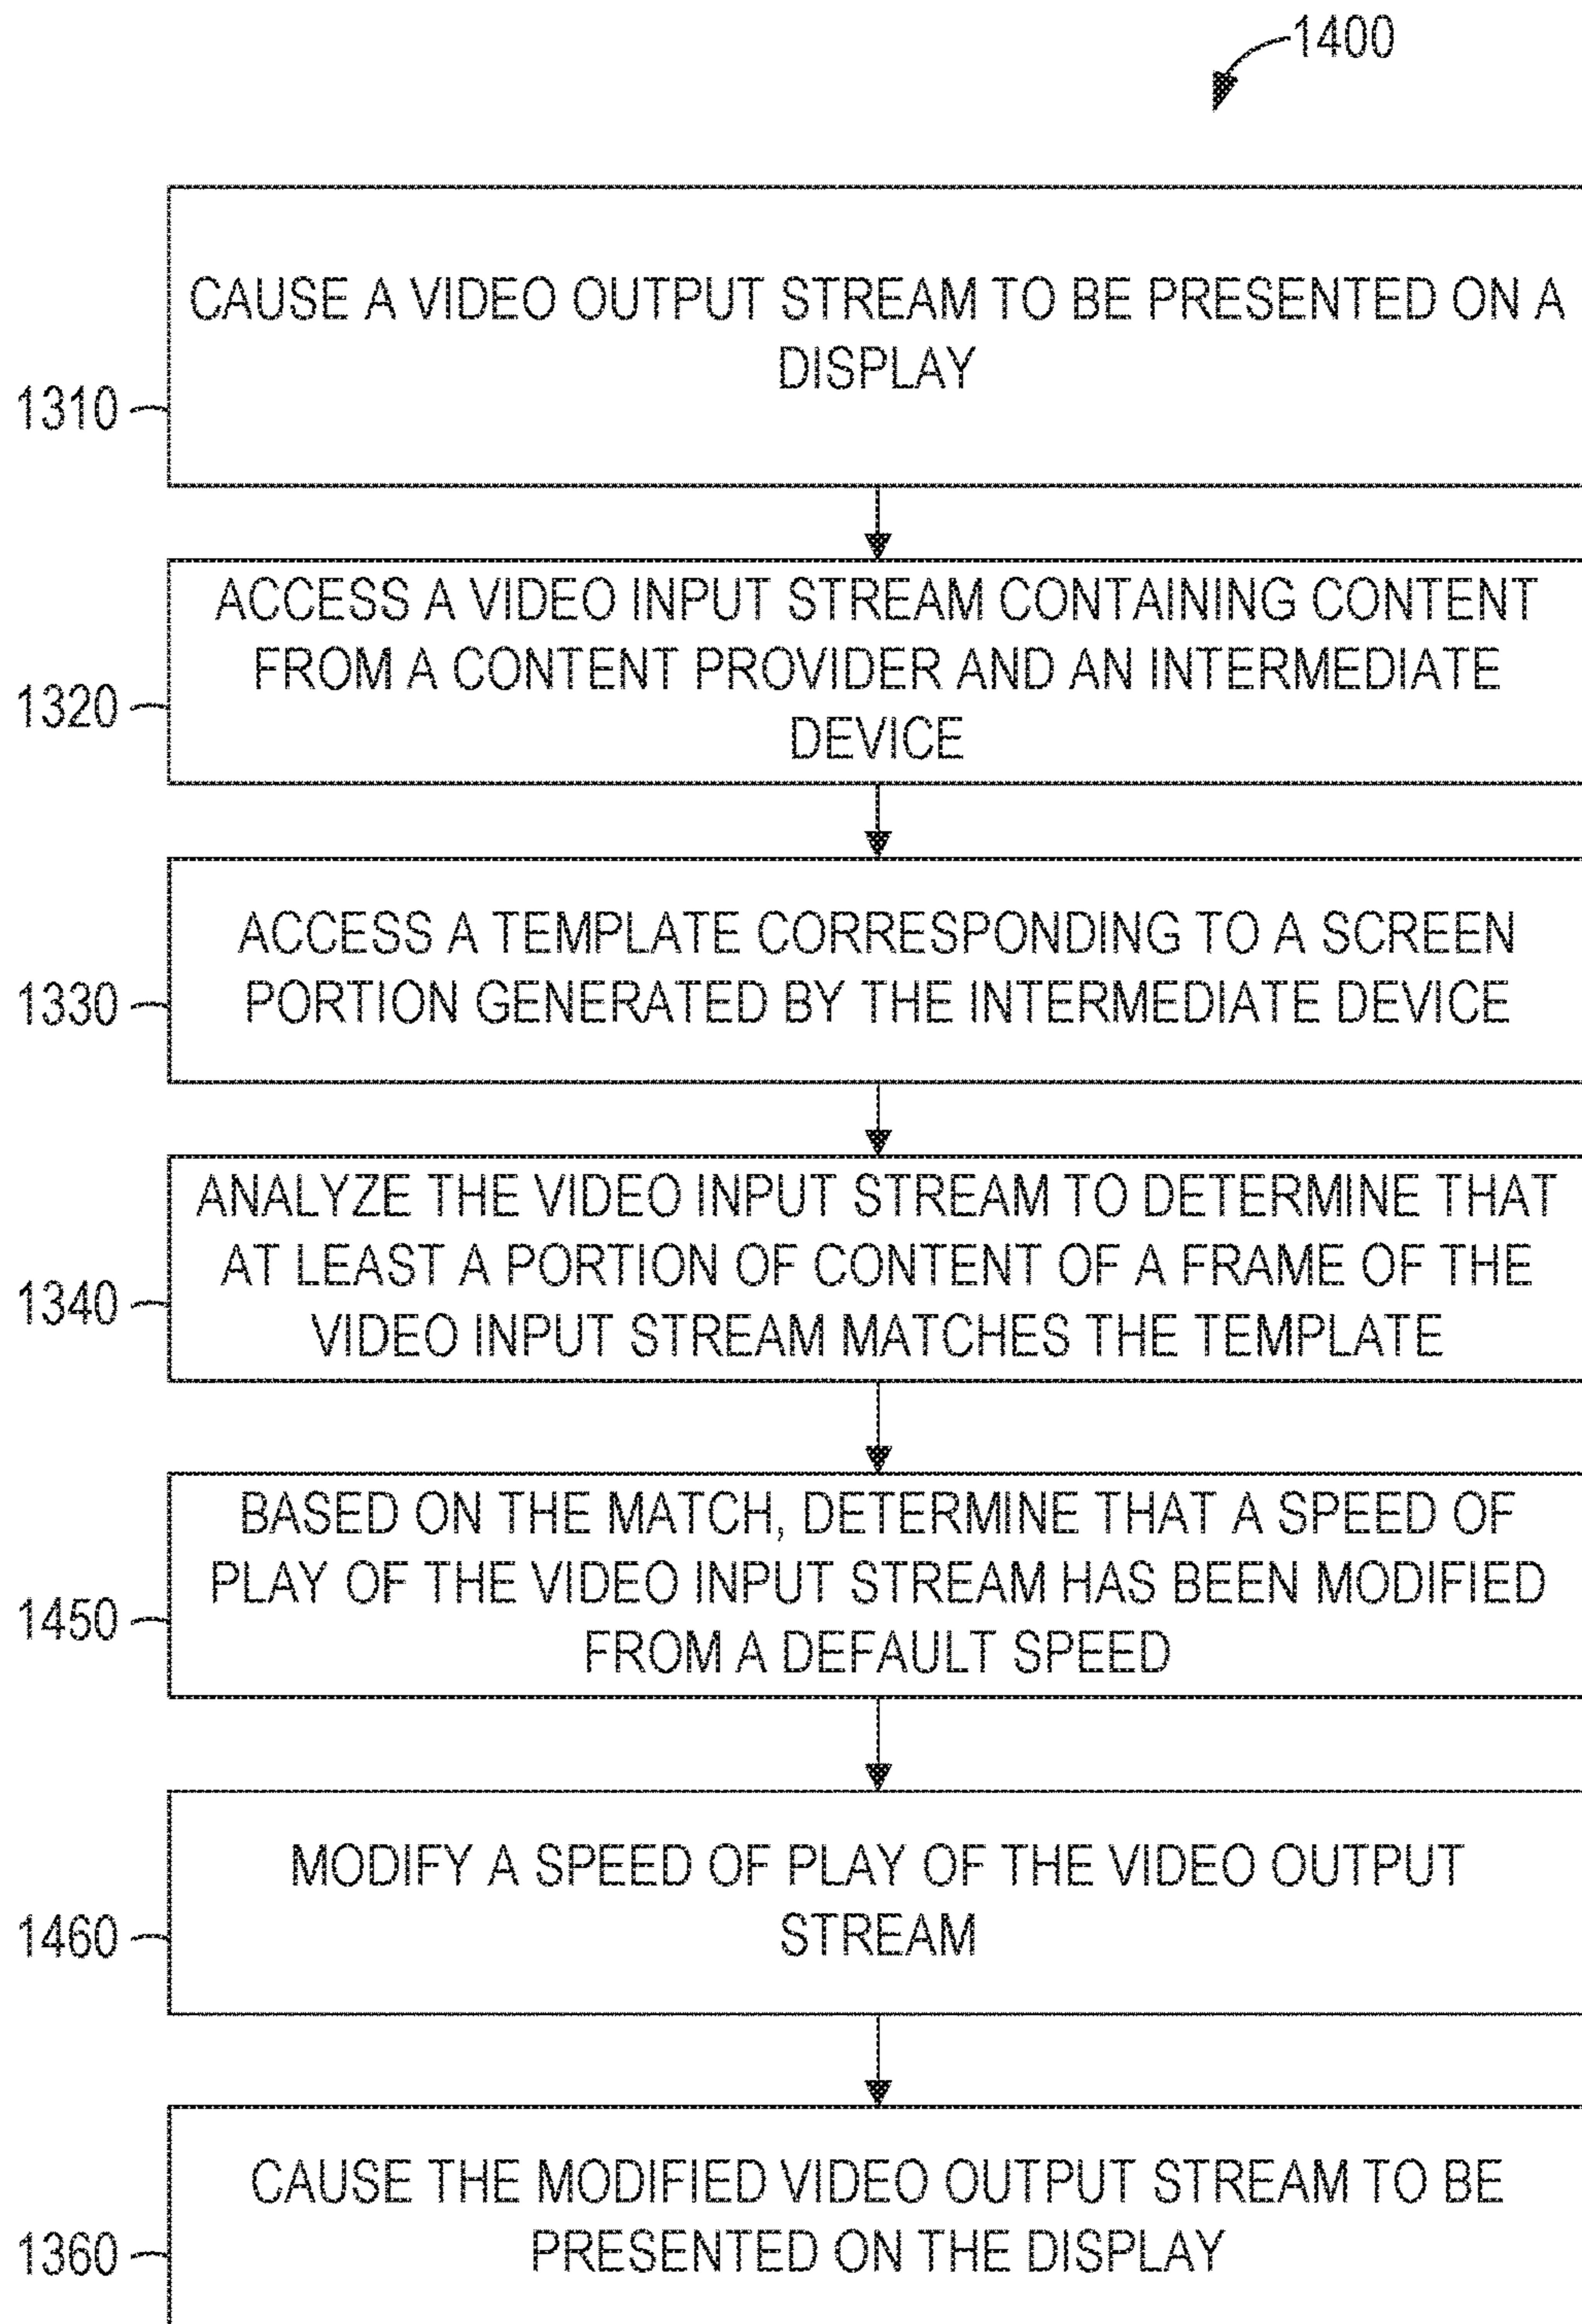 1400
CAUSE A VIDEO OUTPUT STREAM TO BE PRESENTED ON A
DISPLAY
1310
ACCESS A VIDEO INPUT STREAM CONTAINING CONTENT
FROM A CONTENT PROVIDER AND AN INTERMEDIATE
DEVICE
1320
ACCESS A TEMPLATE CORRESPONDING TO A SCREEN
PORTION GENERATED BY THE INTERMEDIATE DEVICE
1330
ANALYZE THE VIDEO INPUT STREAM TO DETERMINE THAT
AT LEAST A PORTION OF CONTENT OF A FRAME OF THE
VIDEO INPUT STREAM MATCHES THE TEMPLATE
1340
BASED ON THE MATCH, DETERMINE THAT A SPEED OF
PLAY OF THE VIDEO INPUT STREAM HAS BEEN MODIFIED
FROM A DEFAULT SPEED
1450
MODIFY A SPEED OF PLAY OF THE VIDEO OUTPUT
STREAM
1460
CAUSE THE MODIFIED VIDEO OUTPUT STREAM TO BE
PRESENTED ON THE DISPLAY
1360